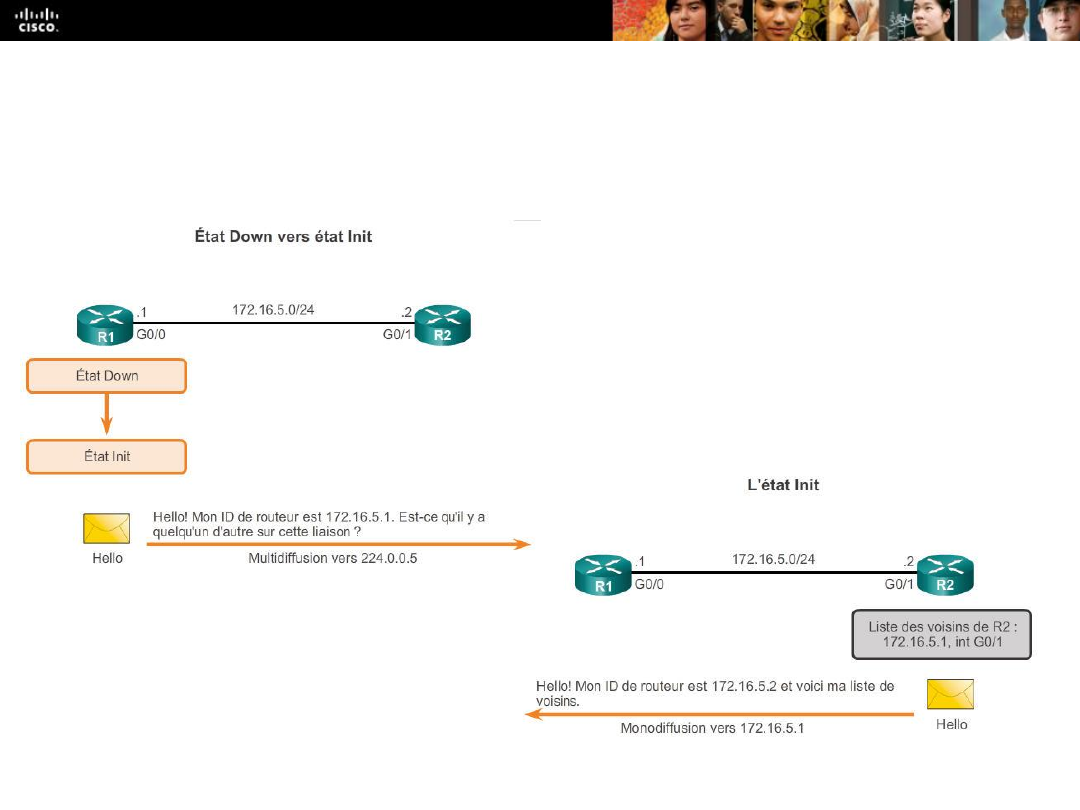 CISCO.
État Down vers état Init
172.16.5.0/24
.1
.2
R1
G0/0
G0/1
R2
État Down
État Init
Hello! Mon ID de routeur est 172.16.5.1. Est-ce qu'il y a
quelqu'un d'autre sur cette liaison ?
Hello
Multidiffusion vers 224.0.0.5
L'état Init
172.16.5.0/24
.1
.2
R1
G0/0
G0/1
R2
Liste des voisins de R2 :
172.16.5.1, int G0/1
Hello! Mon ID de routeur est 172.16.5.2 et voici ma liste de
voisins.
Monodiffusion vers 172.16.5.1
Hello